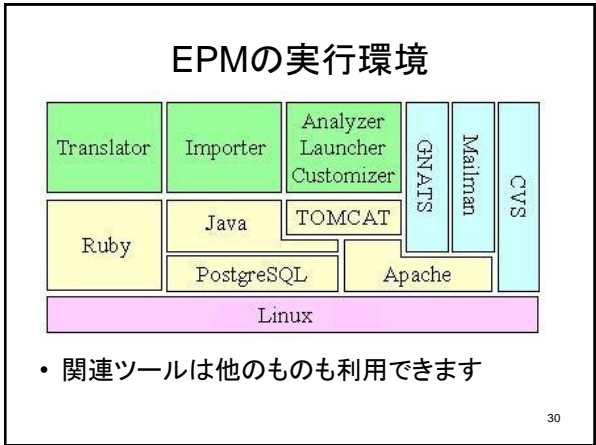 EPMの実行環境
Translator
Importer
Analyzer
Launcher
Customizer
GNATS
Mailman
CVS
Ruby
Java
TOMCAT
PostgreSQL
Apache
Linux
• 関連ツールは他のものも利用できます
30